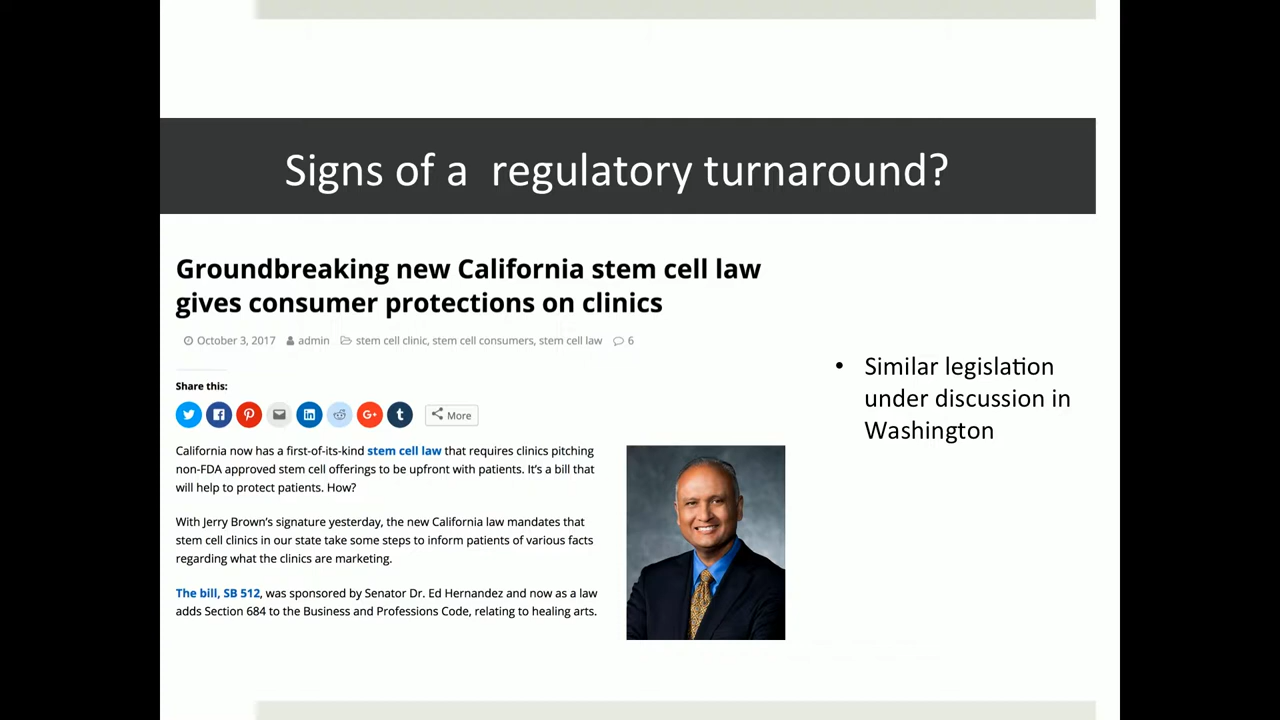 Signs of a regulatory turnaround?
Groundbreaking new California stem cell law
gives consumer protections on clinics
October 3, 2017 admin stem cell clinic, stem cell consumers, stem cell law 6
Share this:
More
California now has a first-of-its-kind stem cell law that requires clinics pitching
non-FDA approved stem cell offerings to be upfront with patients. It's a bill that
will help to protect patients. How?
With Jerry Brown's signature yesterday, the new California law mandates that
stem cell clinics in our state take some steps to inform patients of various facts
regarding what the clinics are marketing.
The bill, SB 512, was sponsored by Senator Dr. Ed Hernandez and now as a law
adds Section 684 to the Business and Professions Code, relating to healing arts.
• Similar legislation
under discussion in
Washington